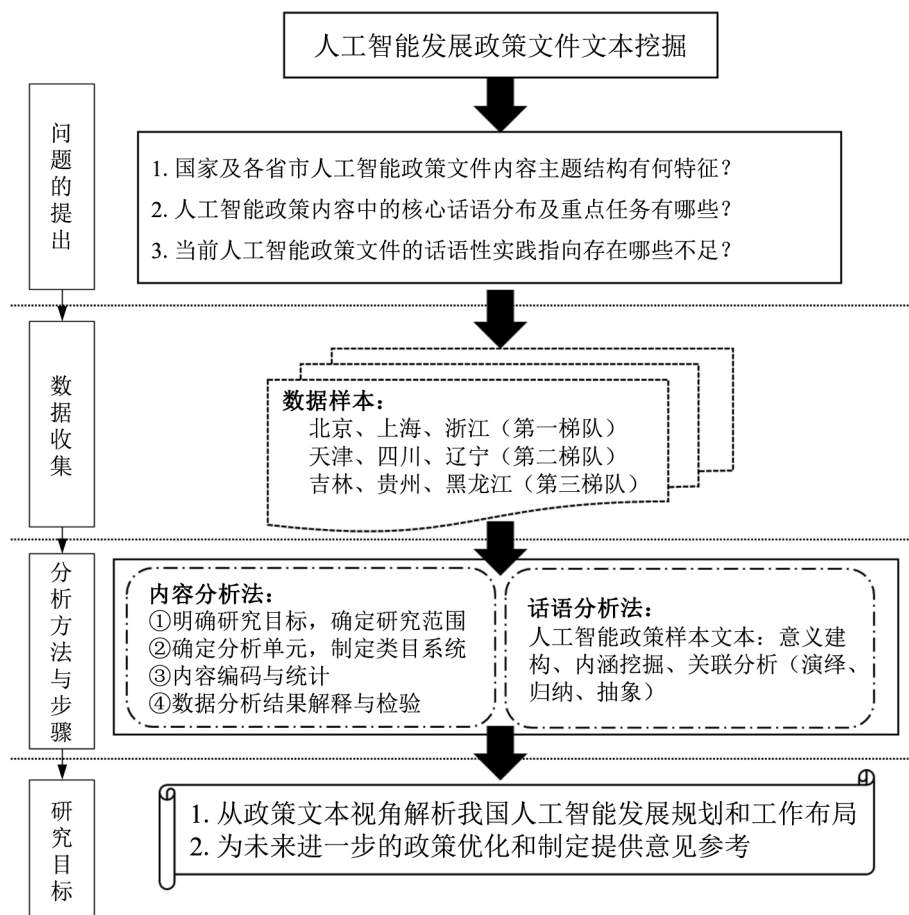 人工智能发展政策文件文本挖掘
问题的提出
1. 国家及各省市人工智能政策文件内容主题结构有何特征？
2. 人工智能政策内容中的核心话语分布及重点任务有哪些？
3. 当前人工智能政策文件的话语性实践指向存在哪些不足？
数据收集
数据样本：
北京、上海、浙江（第一梯队）
天津、四川、辽宁（第二梯队）
吉林、贵州、黑龙江（第三梯队）
分析方法与步骤
内容分析法：
①明确研究目标，确定研究范围
②确定分析单元，制定类目系统
③内容编码与统计
④数据分析结果解释与检验
话语分析法：
人工智能政策样本文本：意义建
构、内涵挖掘、关联分析（演绎、
归纳、抽象）
研究目标
1. 从政策文本视角解析我国人工智能发展规划和工作布局
2. 为未来进一步的政策优化和制定提供意见参考